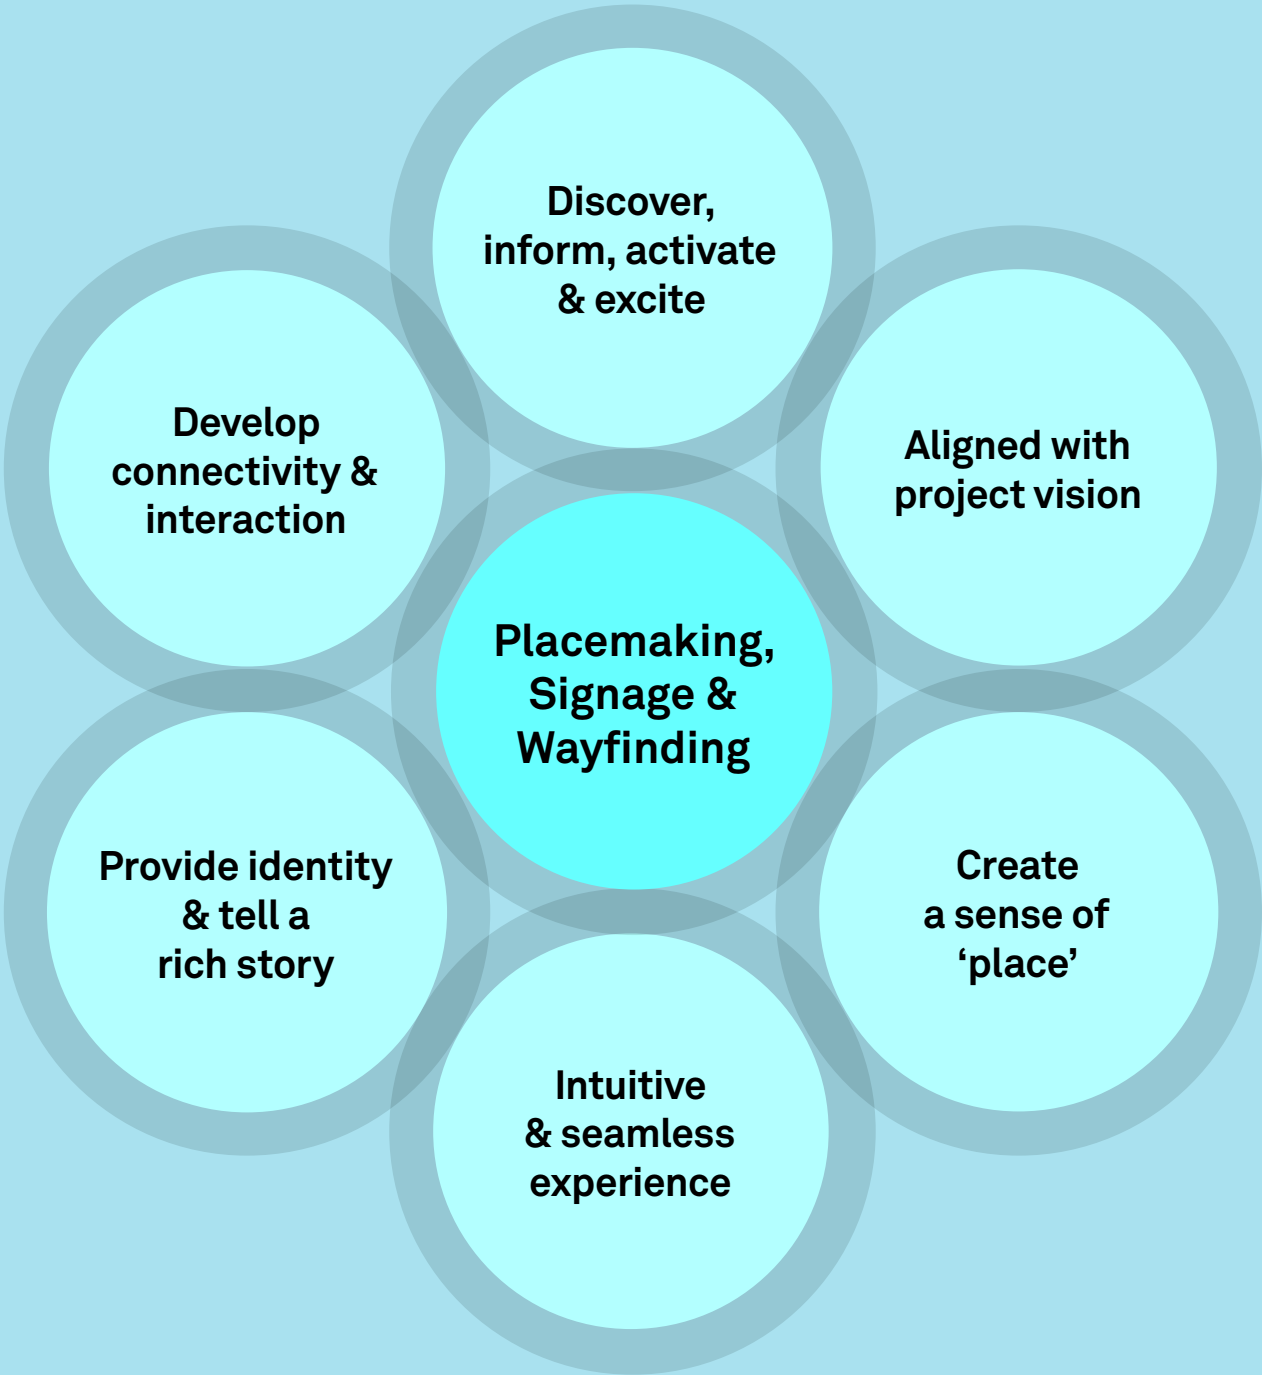 Discover,
inform, activate
& excite
Develop
connectivity &
interaction
Aligned with
project vision
Placemaking,
Signage &
Wayfinding
Provide identity
& tell a
rich story
Create
a sense of
‘place’
Intuitive
& seamless
experience